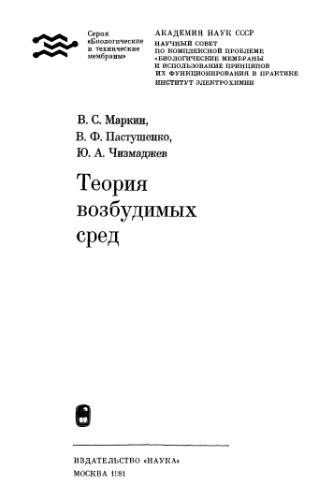 Серия
«Биологические
и технические
мембраны»
АКАДЕМИЯ НАУК СССР
НАУЧНЫЙ СОВЕТ
ПО КОМПЛЕКСНОЙ ПРОБЛЕМЕ
«БИОЛОГИЧЕСКИЕ МЕМБРАНЫ
И ИСПОЛЬЗОВАНИЕ ПРИНЦИПОВ
ИХ ФУНКЦИОНИРОВАНИЯ В ПРАКТИКЕ
ИНСТИТУТ ЭЛЕКТРОХИМИИ
В. С. Маркин,
В. Ф. Пастушенко,
Ю. А. Чизмаджев
Теория
возбудимых
сред
ИЗДАТЕЛЬСТВО «НАУКА»
МОСКВА 1981